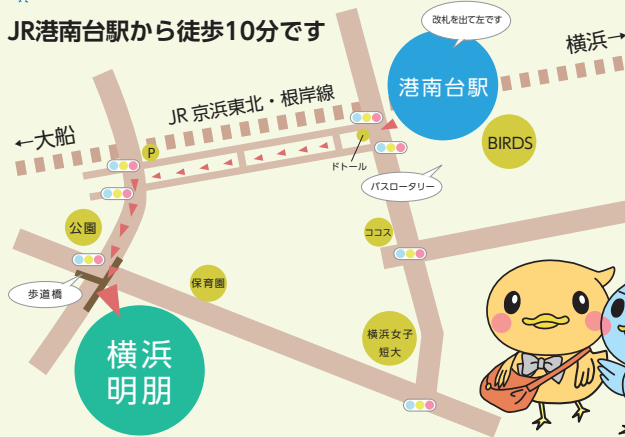 JR港南台駅から徒歩10分です
改札を出て左です
港南台駅
横浜→
JR 京浜東北・根岸線
←大船
P
ドトール
BIRDS
バスロータリー
公園
ココス
歩道橋
保育園
横浜女子
短大
横浜
明朋